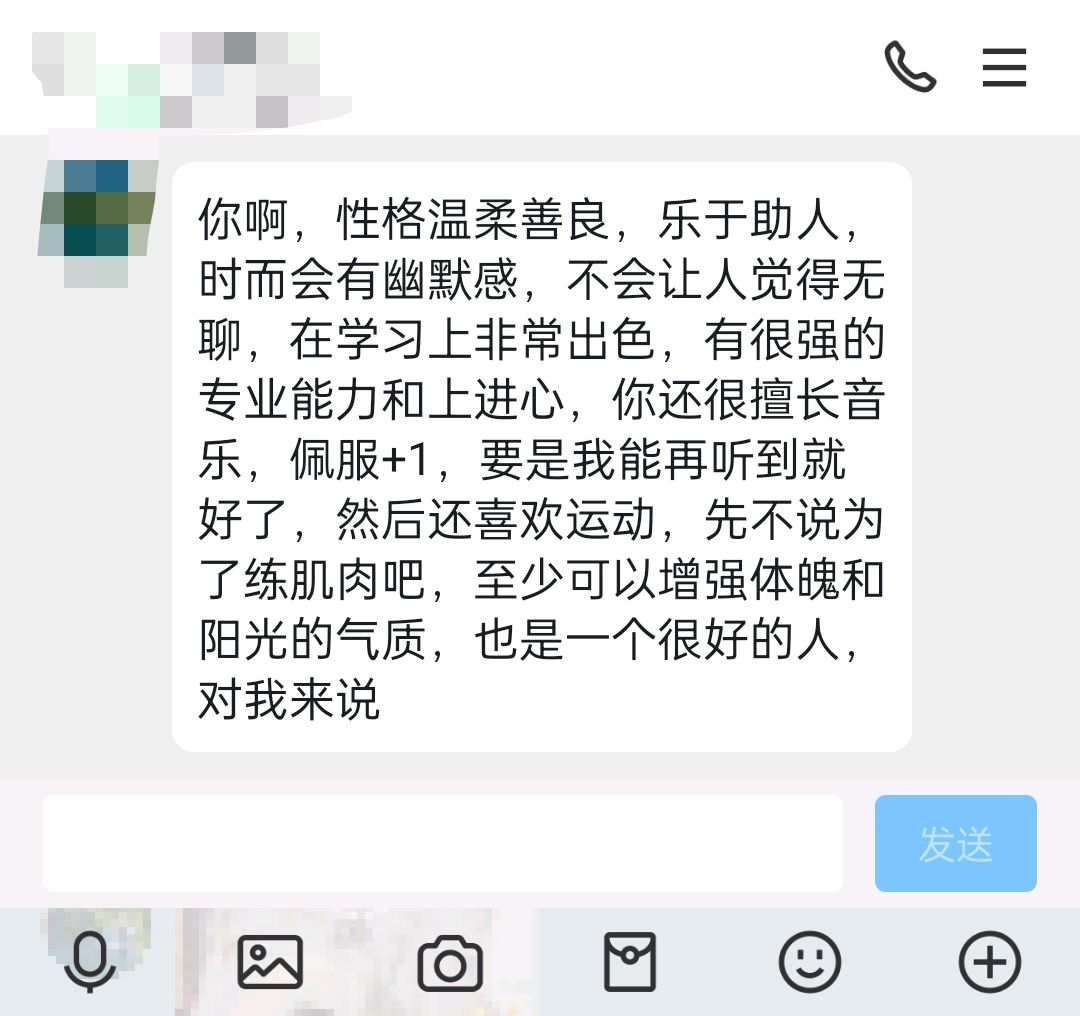 你啊，性格温柔善良，乐于助人，
时而会有幽默感，不会让人觉得无
聊，在学习上非常出色，有很强的
专业能力和上进心，你还很擅长音
乐，佩服+1，要是我能再听到就
好了，然后还喜欢运动，先不说为
了练肌肉吧，至少可以增强体魄和
阳光的气质，也是一个很好的人，
对我来说
发送